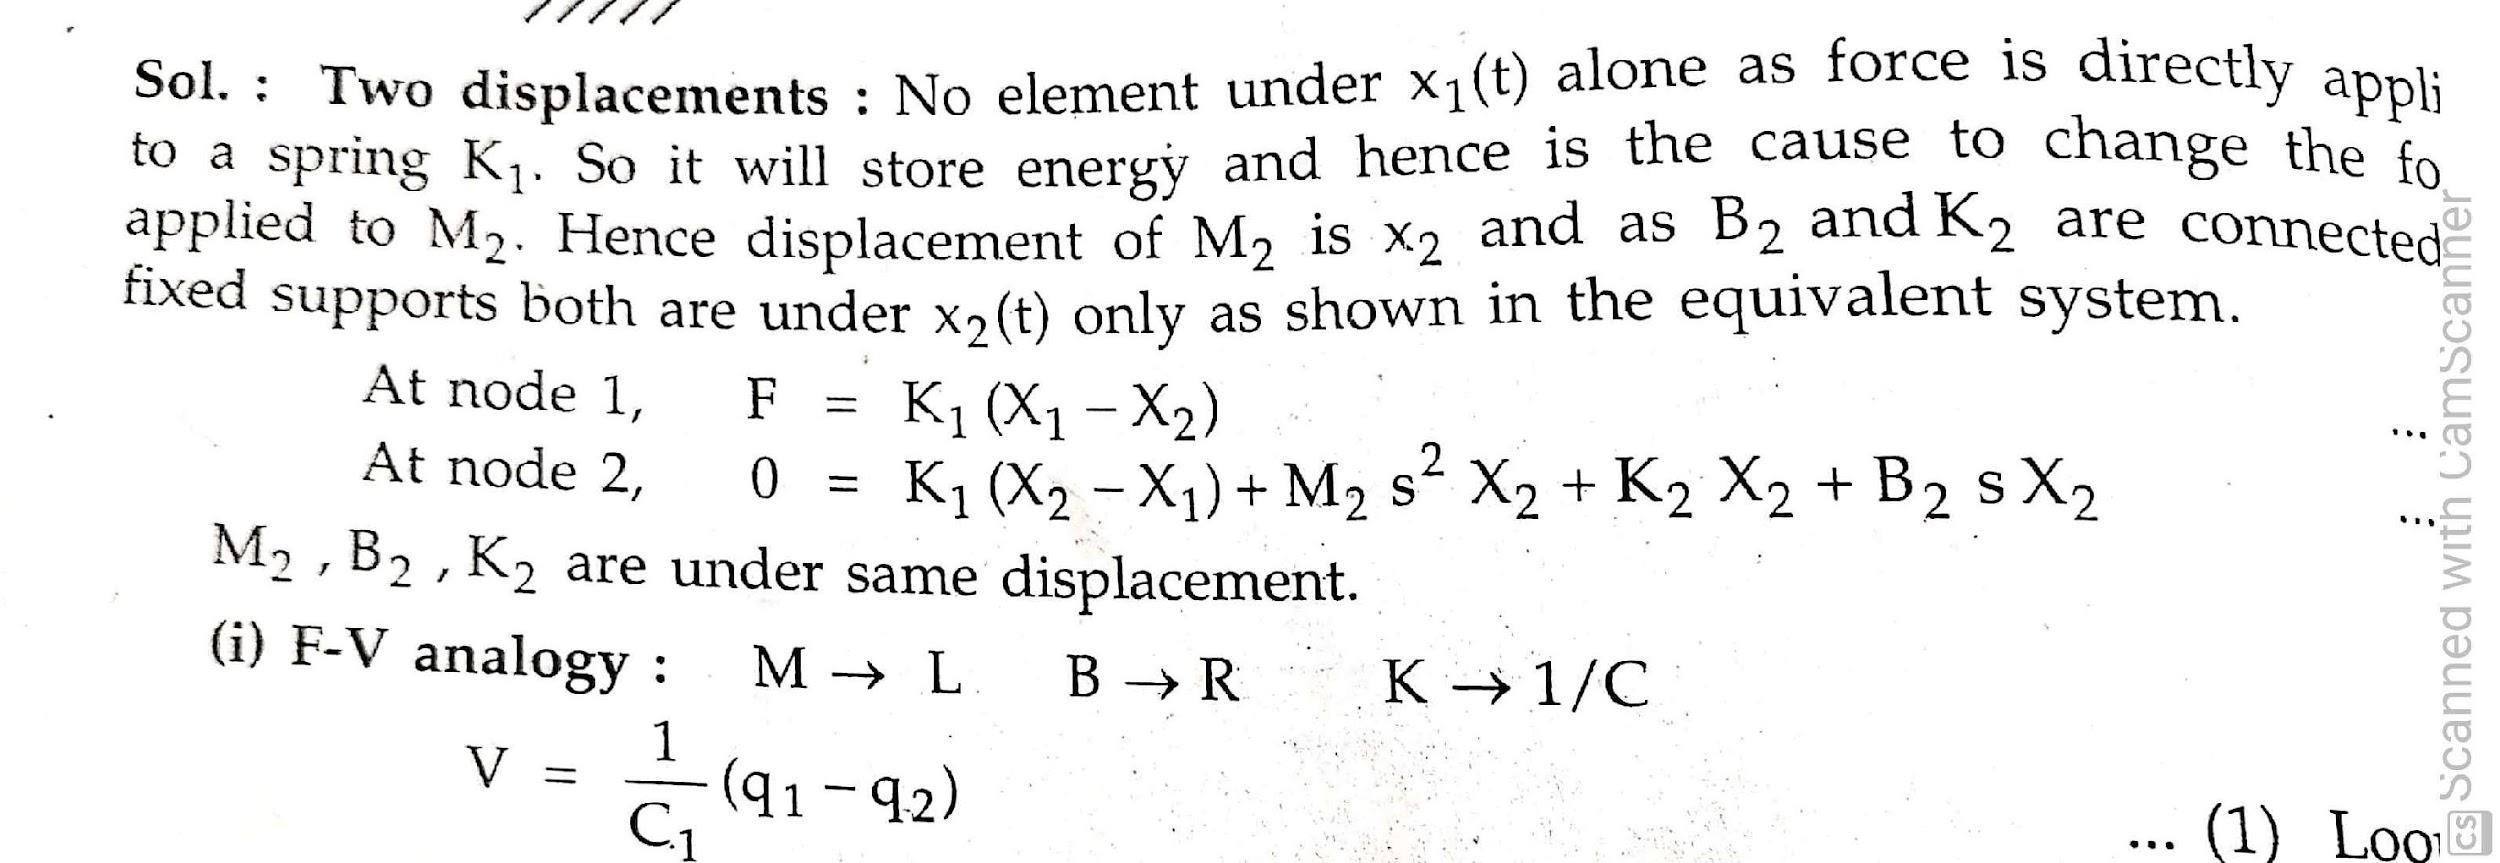 Sol. : Two displacements : No element under x₁(t) alone as force is directly appli
to a spring K₁. So it will store energy and hence is the cause to change the fo
applied to M₂. Hence displacement of M₂ is x₂ and as B₂ and K₂ are connected
fixed supports both are under x₂(t) only as shown in the equivalent system.
At node 1, F = K₁ (X₁ − X₂) ...
At node 2, 0 = K₁ (X₂ − X₁) + M₂ s² X₂ + K₂ X₂ + B₂ s X₂ ...
M₂ , B₂ , K₂ are under same displacement.
(i) F-V analogy : M → L B → R K → 1/C
V = 1/C₁ (q₁ − q₂) ... (1) Loo
CS Scanned with CamScanner